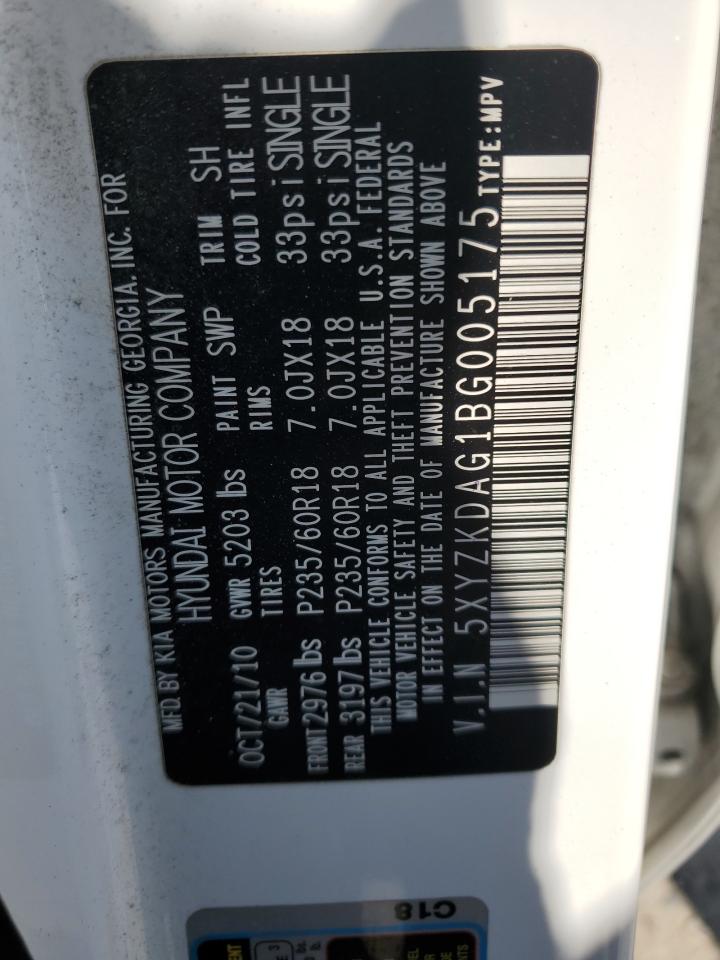 MFD.BY KIA MOTORS MANUFACTURING GEORGIA.INC.FOR
HYUNDAI MOTOR COMPANY
OCT/21/10 GVWR 5203 lbs PAINT SWP TRIM SH
GAWR TIRES RIMS COLD TIRE INFL
FRONT 2976 lbs P235/60R18 7.0JX18 33psi SINGLE
REAR 3197 lbs P235/60R18 7.0JX18 33psi SINGLE
THIS VEHICLE CONFORMS TO ALL APPLICABLE U.S.A. FEDERAL
MOTOR VEHICLE SAFETY AND THEFT PREVENTION STANDARDS
IN EFFECT ON THE DATE OF MANUFACTURE SHOWN ABOVE
V.I.N 5XYZKDAG1BG005175 TYPE:MPV
C18